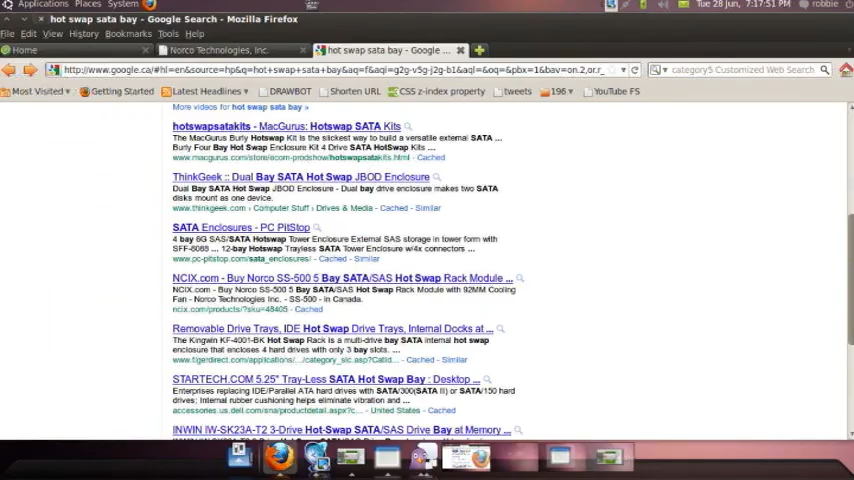 Applications Places System Tue 28 Jun, 7:17:51 PM robbie
hot swap sata bay - Google Search - Mozilla Firefox
File Edit View History Bookmarks Tools Help
Home Norco Technologies, Inc. hot swap sata bay - Google ...
http://www.google.ca/#hl=en&source=hp&q=hot+swap+sata+bay&aq=f&aqi=g2g-v5g-j2g-b1&aql=&oq=&pbx=1&bav=on.2,or.r_ category5 Customized Web Search
Most Visited Getting Started Latest Headlines DRAWBOT Shorten URL CSS z-index property tweets 196 YouTube FS
More videos for hot swap sata bay »
hotswapsatakits - MacGurus: Hotswap SATA Kits
The MacGurus Burly Hotswap Kit is the slickest way to build a versatile external SATA ...
Burly Four Bay Hot Swap Enclosure Kit 4 Drive SATA HotSwap Kits ...
www.macgurus.com/store/ecom-prodshow/hotswapsatakits.html - Cached
ThinkGeek :: Dual Bay SATA Hot Swap JBOD Enclosure
Dual Bay SATA Hot Swap JBOD Enclosure - Dual bay drive enclosure makes two SATA
disks mount as one device.
www.thinkgeek.com › Computer Stuff › Drives & Media - Cached - Similar
SATA Enclosures - PC PitStop
4 bay 6G SAS/SATA Hotswap Tower Enclosure External SAS storage in tower form with
SFF-8088 ... 12-bay Hotswap Trayless SATA Tower Enclosure w/4x connectors ...
www.pc-pitstop.com/sata_enclosures/ - Cached - Similar
NCIX.com - Buy Norco SS-500 5 Bay SATA/SAS Hot Swap Rack Module ...
NCIX.com - Buy Norco SS-500 5 Bay SATA/SAS Hot Swap Rack Module with 92MM Cooling
Fan - Norco Technologies Inc. - SS-500 - in Canada.
ncix.com/products/?sku=48405 - Cached
Removable Drive Trays, IDE Hot Swap Drive Trays, Internal Docks at ...
The Kingwin KF-4001-BK Hot Swap Rack is a multi-drive bay SATA internal hot swap
enclosure that encloses 4 hard drives with only 3 bay slots. ...
www.tigerdirect.com/applications/.../category_slc.asp?CatId... - Cached - Similar
STARTECH.COM 5.25" Tray-Less SATA Hot Swap Bay : Desktop ...
Enterprises replacing IDE/Parallel ATA hard drives with SATA/300(SATA II) or SATA/150 hard
drives; Internal rubber cushioning helps eliminate vibration and ...
accessories.us.dell.com/sna/productdetail.aspx?c... - United States - Cached
INWIN IW-SK23A-T2 3-Drive Hot-Swap SATA/SAS Drive Bay at Memory ...